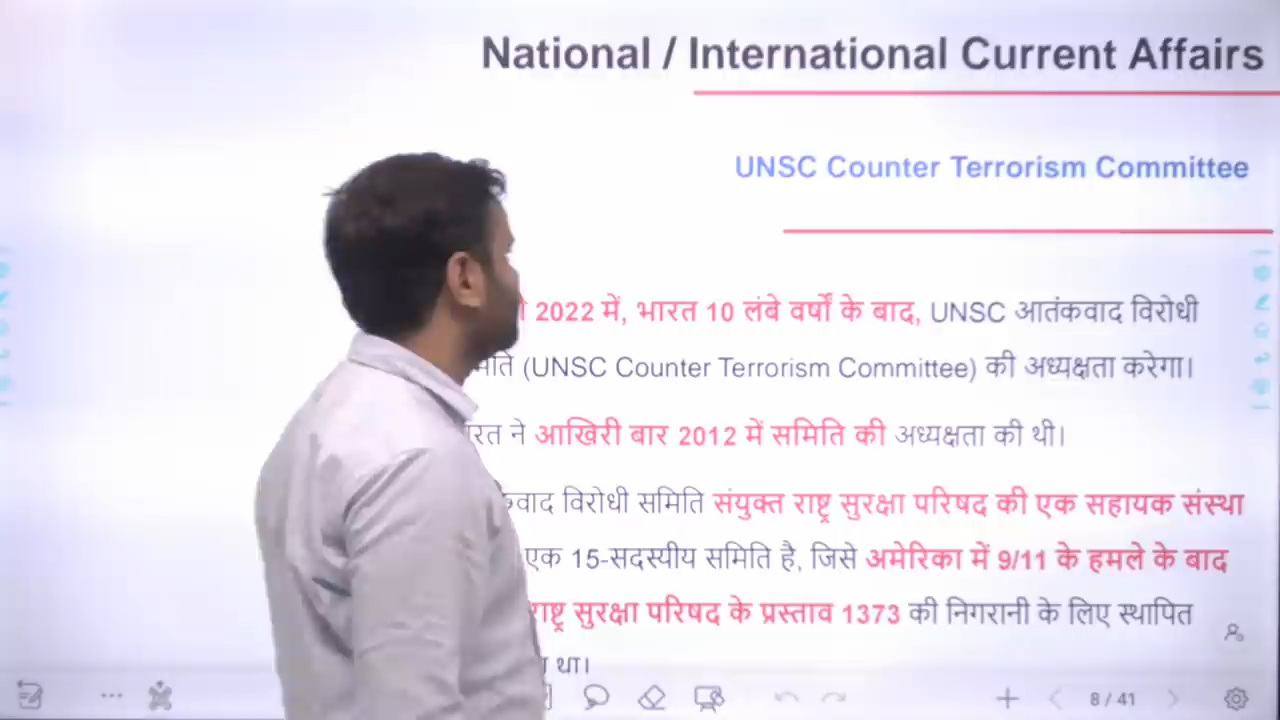 National / International Current Affairs
UNSC Counter Terrorism Committee
2022 में, भारत 10 लंबे वर्षों के बाद, UNSC आतंकवाद विरोधी
(UNSC Counter Terrorism Committee) की अध्यक्षता करेगा।
ने आखिरी बार 2012 में समिति की अध्यक्षता की थी।
विरोधी समिति संयुक्त राष्ट्र सुरक्षा परिषद की एक सहायक संस्था
एक 15-सदस्यीय समिति है, जिसे अमेरिका में 9/11 के हमले के बाद
राष्ट्र सुरक्षा परिषद के प्रस्ताव 1373 की निगरानी के लिए स्थापित
था।
8 / 41